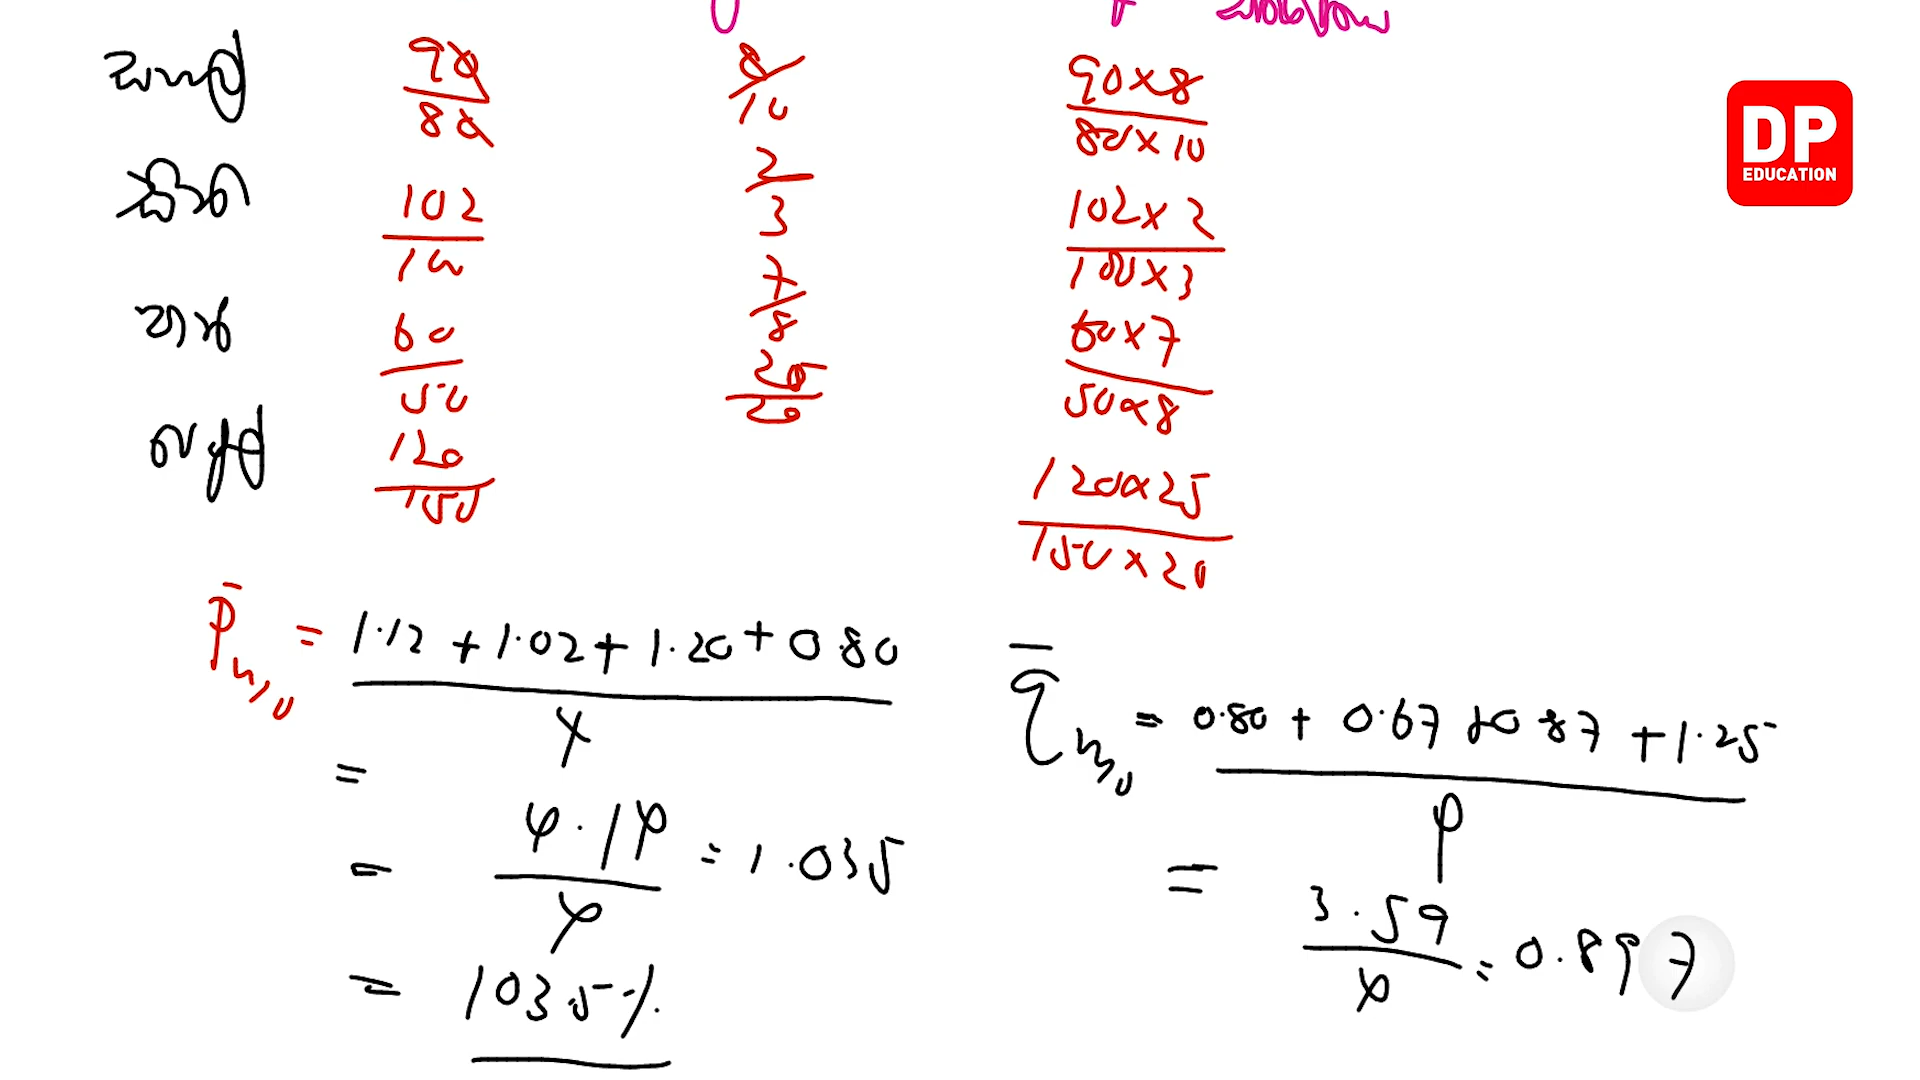 සහල් 90/80 8/10 90×8/80×10
සීනි 102/100 2/3 102×2/100×3
පාන් 60/50 7/8 60×7/50×8
ලුණු 120/150 25/20 120×25/150×20
DP
EDUCATION
P̄n,0 = 1.12 + 1.02 + 1.20 + 0.80 / 4
=
= 4.14/4 = 1.035
= 103.5%
q̄n,0 = 0.80 + 0.67 + 0.87 + 1.25 / 4
= 3.59/4 = 0.897